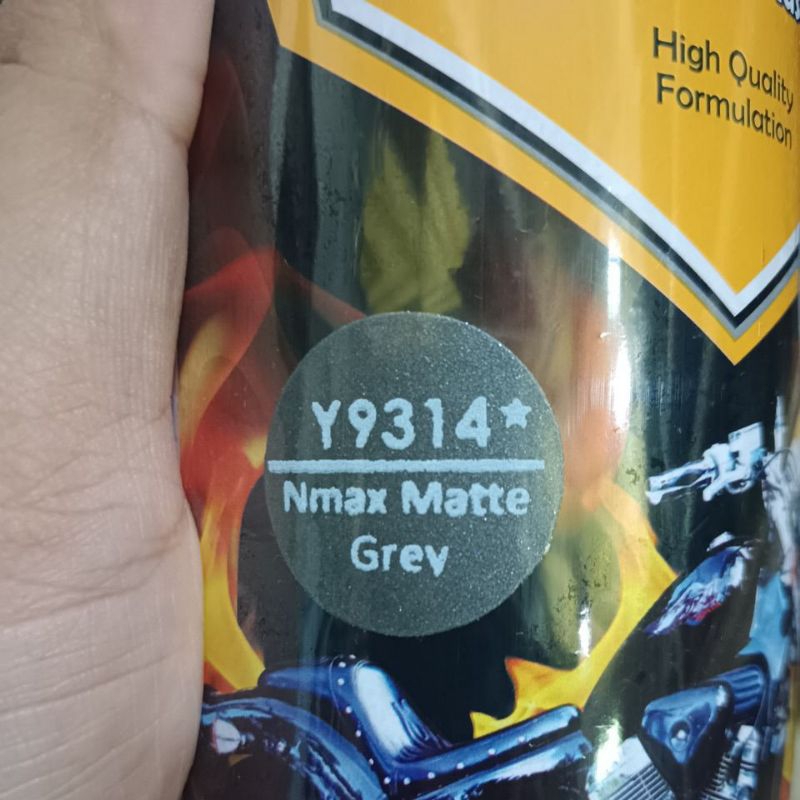 High Quality
Formulation
Y9314★
Nmax Matte
Grey